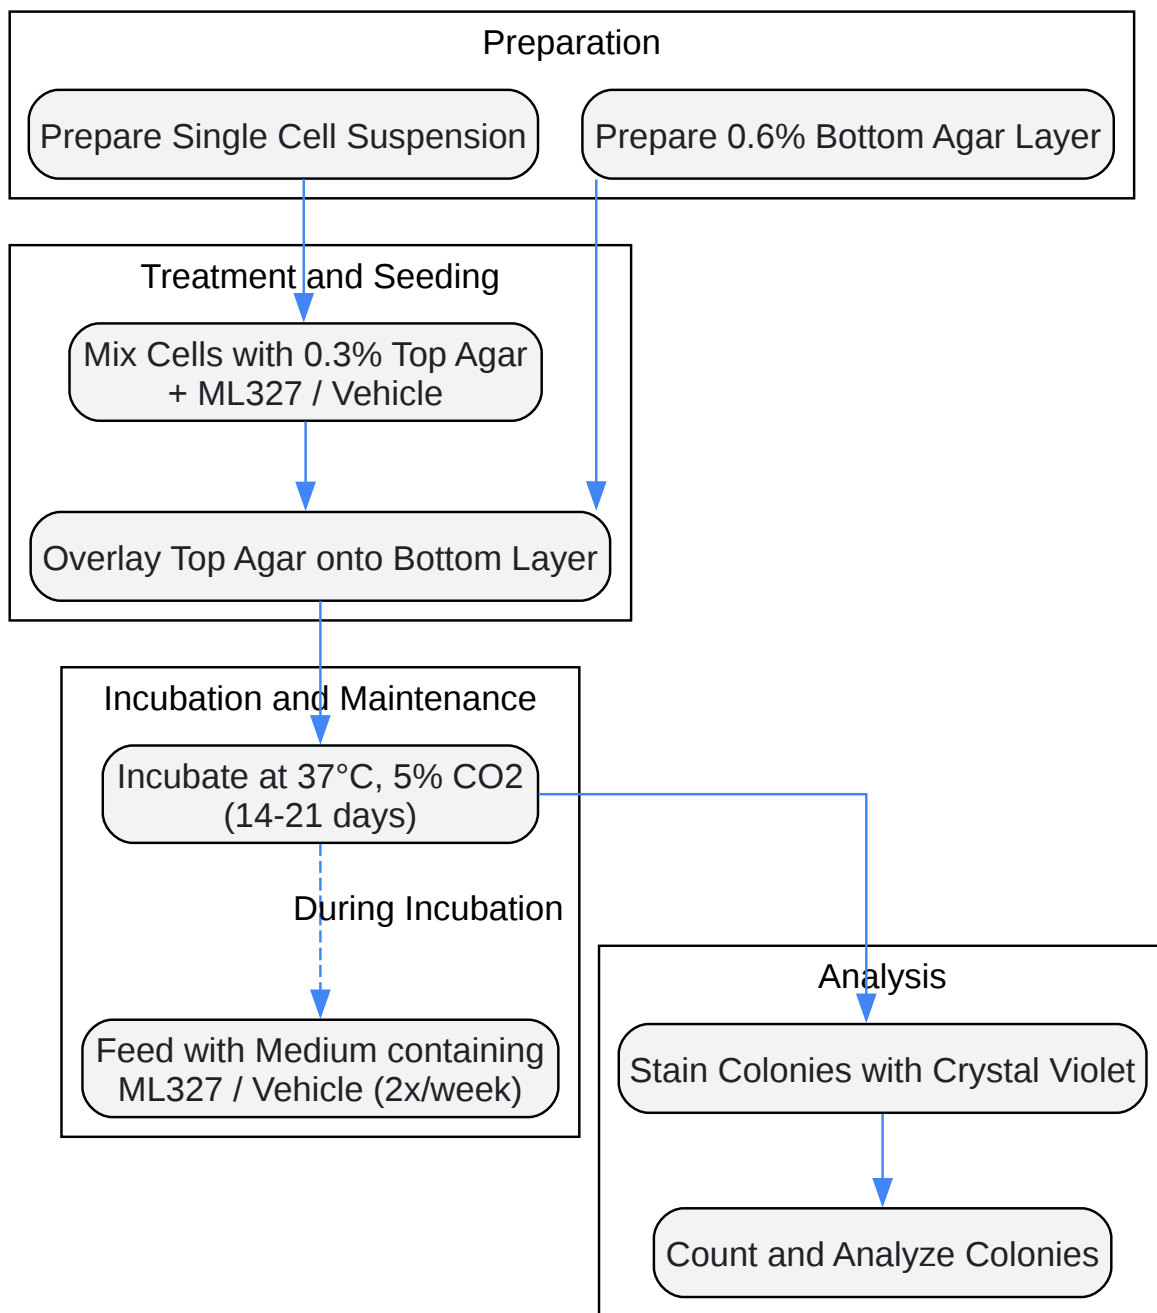 Preparation
Prepare Single Cell Suspension
Prepare 0.6% Bottom Agar Layer
Treatment and Seeding
Mix Cells with 0.3% Top Agar
+ ML327 / Vehicle
Overlay Top Agar onto Bottom Layer
Incubation and Maintenance
Incubate at 37°C, 5% CO2
(14-21 days)
During Incubation
Feed with Medium containing
ML327 / Vehicle (2x/week)
Analysis
Stain Colonies with Crystal Violet
Count and Analyze Colonies